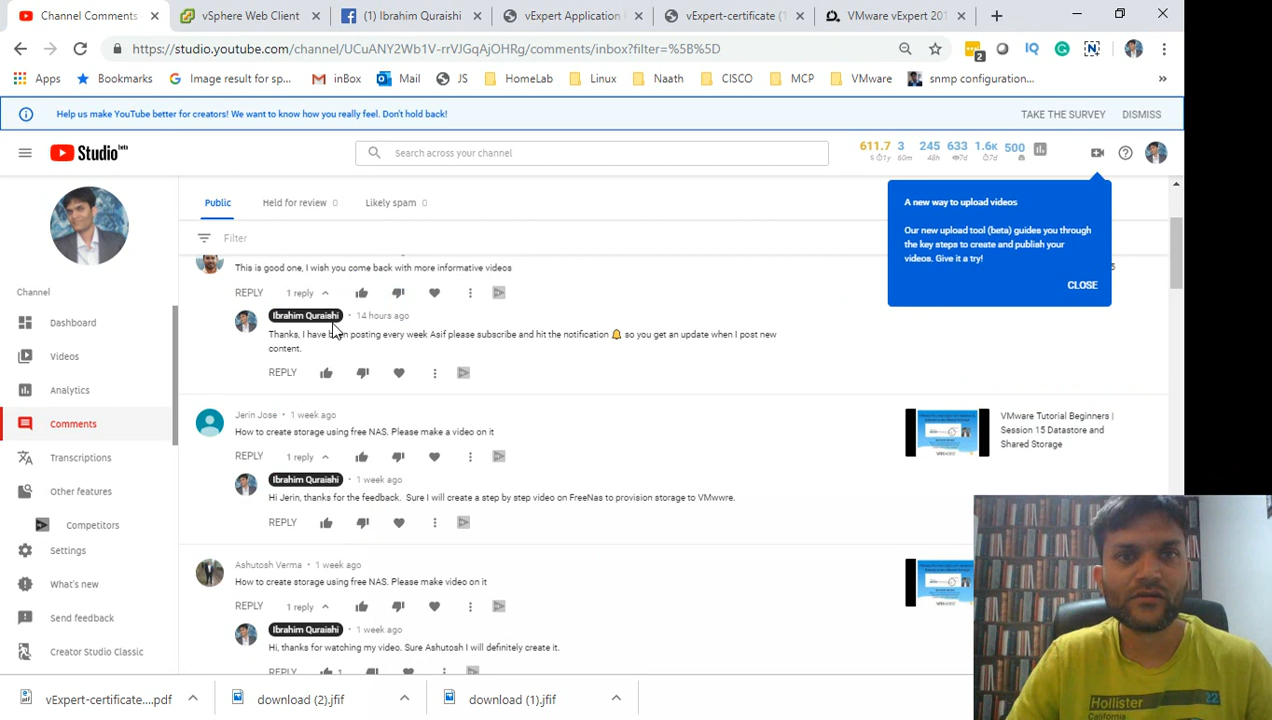 Channel Comments
vSphere Web Client
(1) Ibrahim Quraishi
vExpert Application
vExpert-certificate (1
VMware vExpert 201
https://studio.youtube.com/channel/UCuANY2Wb1V-rrVJGqAjOHRg/comments/inbox?filter=%5B%5D
2
Apps
Bookmarks
Image result for sp...
inBox
Mail
JS
HomeLab
Linux
Naath
CISCO
MCP
VMware
snmp configuration...
Help us make YouTube better for creators! We want to know how you really feel. Don't hold back!
TAKE THE SURVEY
DISMISS
Studio beta
Search across your channel
611.7 3 245 633 1.6K 500
60m 48h 7d 7d
Public
Held for review 0
Likely spam 0
Filter
A new way to upload videos
Our new upload tool (beta) guides you through
the key steps to create and publish your
videos. Give it a try!
CLOSE
Channel
Dashboard
Videos
Analytics
Comments
Transcriptions
Other features
Competitors
Settings
What's new
Send feedback
Creator Studio Classic
This is good one, I wish you come back with more informative videos
REPLY
1 reply
Ibrahim Quraishi • 14 hours ago
Thanks, I have been posting every week Asif please subscribe and hit the notification 🔔 so you get an update when I post new
content.
REPLY
Jerin Jose • 1 week ago
How to create storage using free NAS. Please make a video on it
REPLY
1 reply
VMware Tutorial Beginners |
Session 15 Datastore and
Shared Storage
Ibrahim Quraishi • 1 week ago
Hi Jerin, thanks for the feedback. Sure I will create a step by step video on FreeNas to provision storage to VMwwre.
REPLY
Ashutosh Verma • 1 week ago
How to create storage using free NAS. Please make video on it
REPLY
1 reply
Ibrahim Quraishi • 1 week ago
Hi, thanks for watching my video. Sure Ashutosh I will definitely create it.
Hollister
California
22
vExpert-certificate....pdf
download (2).jfif
download (1).jfif